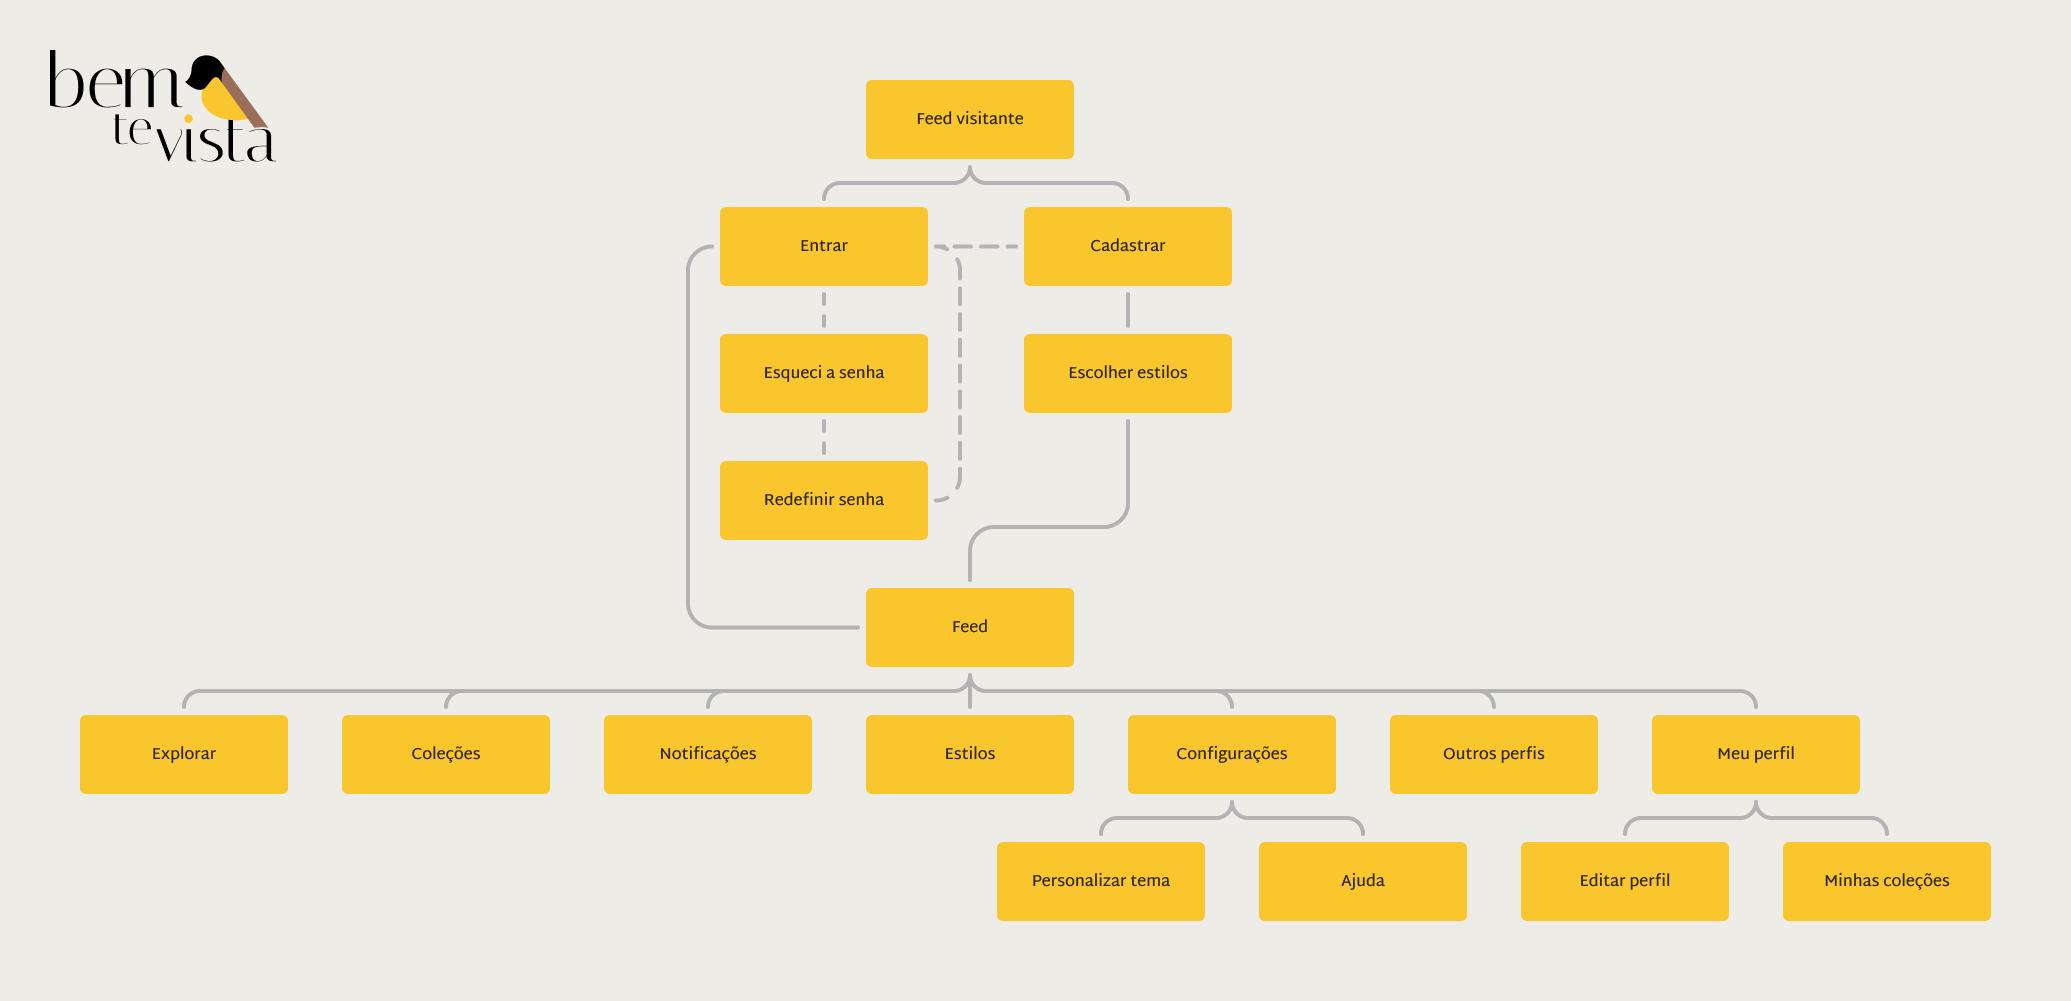 bem
te vista
Feed visitante
Entrar
Cadastrar
Esqueci a senha
Escolher estilos
Redefinir senha
Feed
Explorar
Coleções
Notificações
Estilos
Configurações
Outros perfis
Meu perfil
Personalizar tema
Ajuda
Editar perfil
Minhas coleções